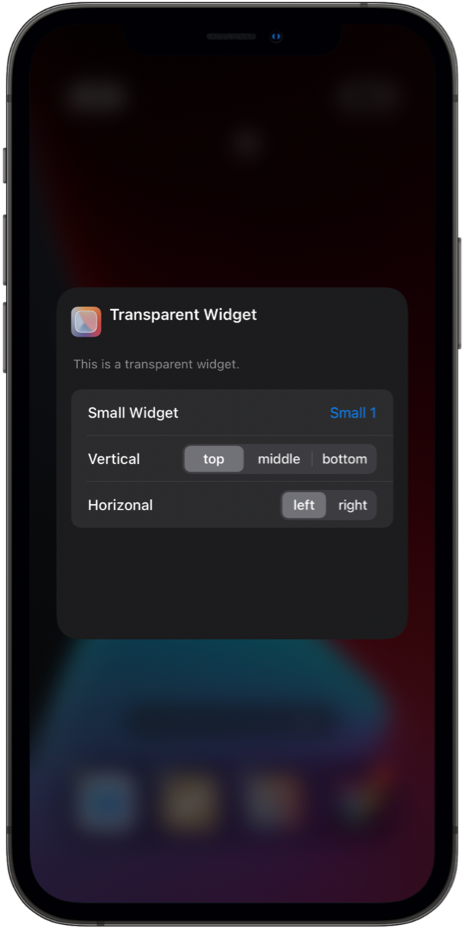 Transparent Widget
This is a transparent widget.
Small Widget Small 1
Vertical top middle bottom
Horizonal left right